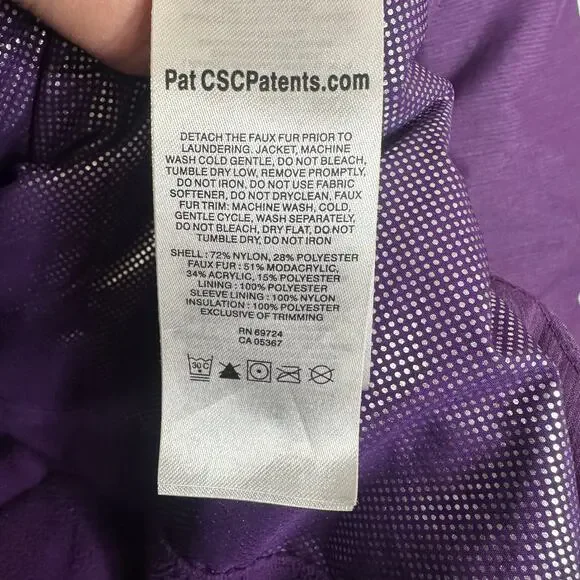 Pat CSCPatents.com
DETACH THE FAUX FUR PRIOR TO
LAUNDERING. JACKET, MACHINE
WASH COLD GENTLE, DO NOT BLEACH,
TUMBLE DRY LOW, REMOVE PROMPTLY,
DO NOT IRON, DO NOT USE FABRIC
SOFTENER, DO NOT DRYCLEAN, FAUX
FUR TRIM: MACHINE WASH, COLD,
GENTLE CYCLE, WASH SEPARATELY,
DO NOT BLEACH, DRY FLAT, DO NOT
TUMBLE DRY, DO NOT IRON
SHELL : 72% NYLON, 28% POLYESTER
FAUX FUR : 51% MODACRYLIC,
34% ACRYLIC, 15% POLYESTER
LINING : 100% POLYESTER
SLEEVE LINING : 100% NYLON
INSULATION : 100% POLYESTER
EXCLUSIVE OF TRIMMING
RN 69724
CA 05367
30 C